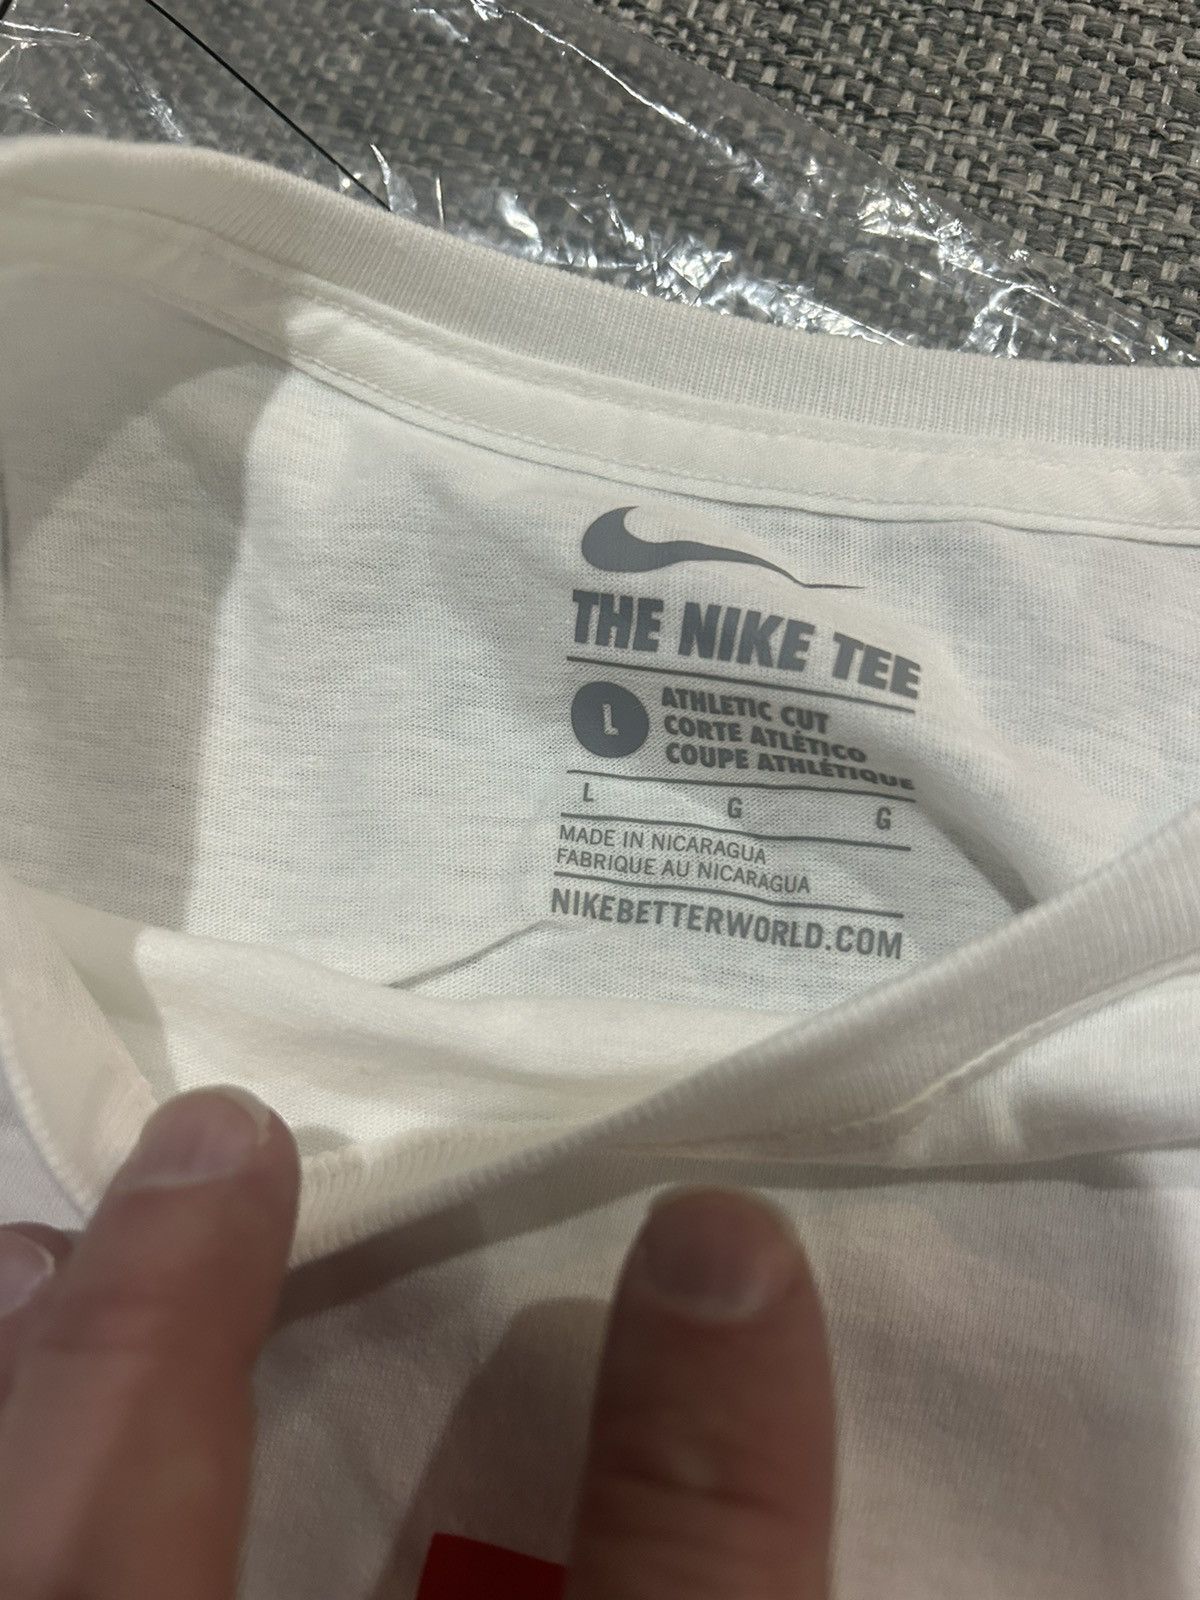 THE NIKE TEE
L
ATHLETIC CUT
CORTE ATLÉTICO
COUPE ATHLÉTIQUE
L G G
MADE IN NICARAGUA
FABRIQUE AU NICARAGUA
NIKEBETTERWORLD.COM